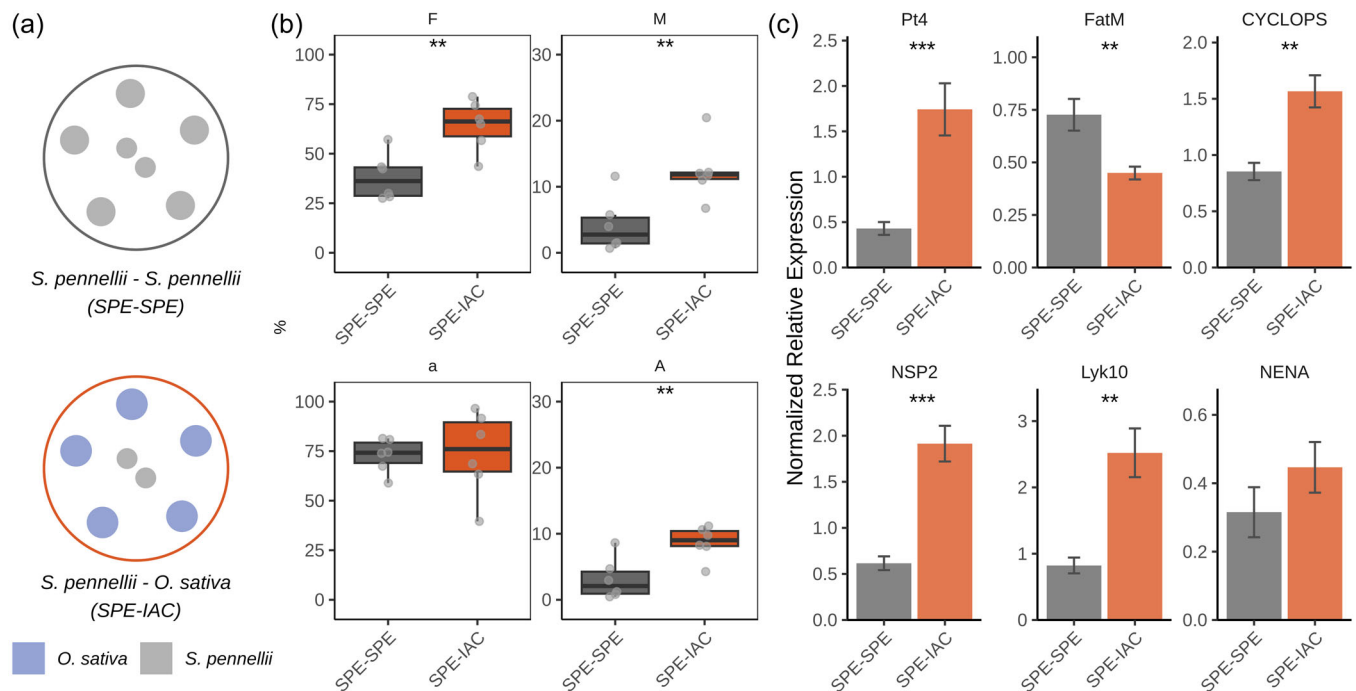 (a)
S. pennellii - S. pennellii
(SPE-SPE)
S. pennellii - O. sativa
(SPE-IAC)
O. sativa
S. pennellii
(b)
%
F
**
100
75
50
25
0
SPE-SPE
SPE-IAC
M
**
30
20
10
0
SPE-SPE
SPE-IAC
a
100
75
50
25
0
SPE-SPE
SPE-IAC
A
**
30
20
10
0
SPE-SPE
SPE-IAC
(c)
Normalized Relative Expression
Pt4
***
2.5
2.0
1.5
1.0
0.5
0.0
SPE-SPE
SPE-IAC
FatM
**
1.00
0.75
0.50
0.25
0.00
SPE-SPE
SPE-IAC
CYCLOPS
**
2.0
1.5
1.0
0.5
0.0
SPE-SPE
SPE-IAC
NSP2
***
2.5
2.0
1.5
1.0
0.5
0.0
SPE-SPE
SPE-IAC
Lyk10
**
3
2
1
0
SPE-SPE
SPE-IAC
NENA
0.6
0.4
0.2
0.0
SPE-SPE
SPE-IAC